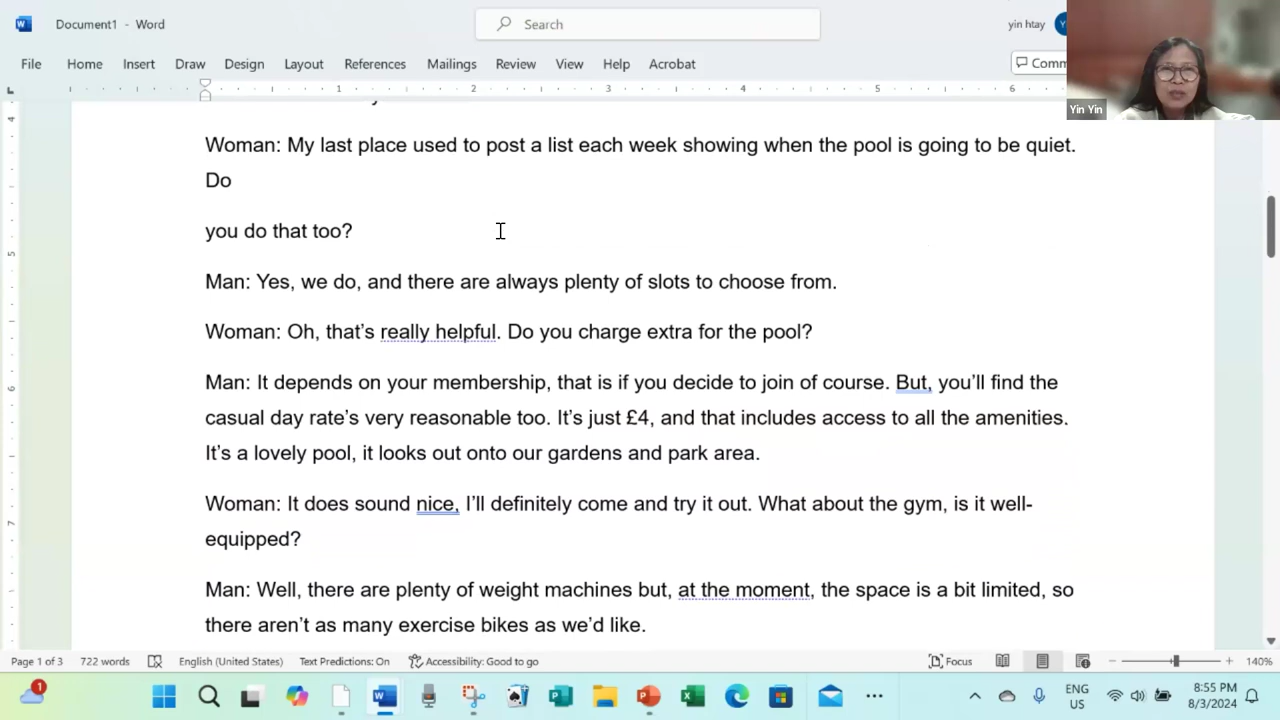 Document1 - Word
Search
yin htay
File Home Insert Draw Design Layout References Mailings Review View Help Acrobat
Yin Yin
1 2 3 4 5 6
Woman: My last place used to post a list each week showing when the pool is going to be quiet.
Do
you do that too?
Man: Yes, we do, and there are always plenty of slots to choose from.
Woman: Oh, that's really helpful. Do you charge extra for the pool?
Man: It depends on your membership, that is if you decide to join of course. But, you'll find the
casual day rate's very reasonable too. It's just £4, and that includes access to all the amenities.
It's a lovely pool, it looks out onto our gardens and park area.
Woman: It does sound nice, I'll definitely come and try it out. What about the gym, is it well-
equipped?
Man: Well, there are plenty of weight machines but, at the moment, the space is a bit limited, so
there aren't as many exercise bikes as we'd like.
Page 1 of 3 722 words English (United States) Text Predictions: On Accessibility: Good to go Focus 140%
1
ENG
US
8:55 PM
8/3/2024